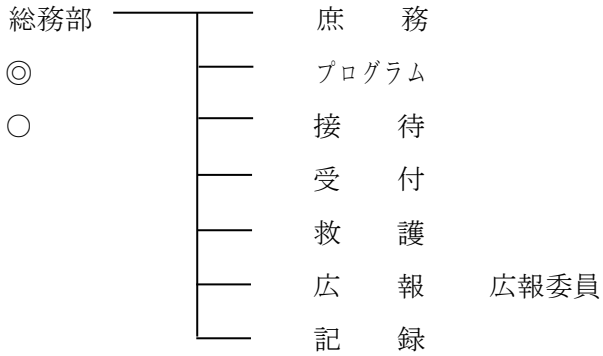 総務部 庶　務
◎ プログラム
○ 接　待
受　付
救　護
広　報 広報委員
記　録